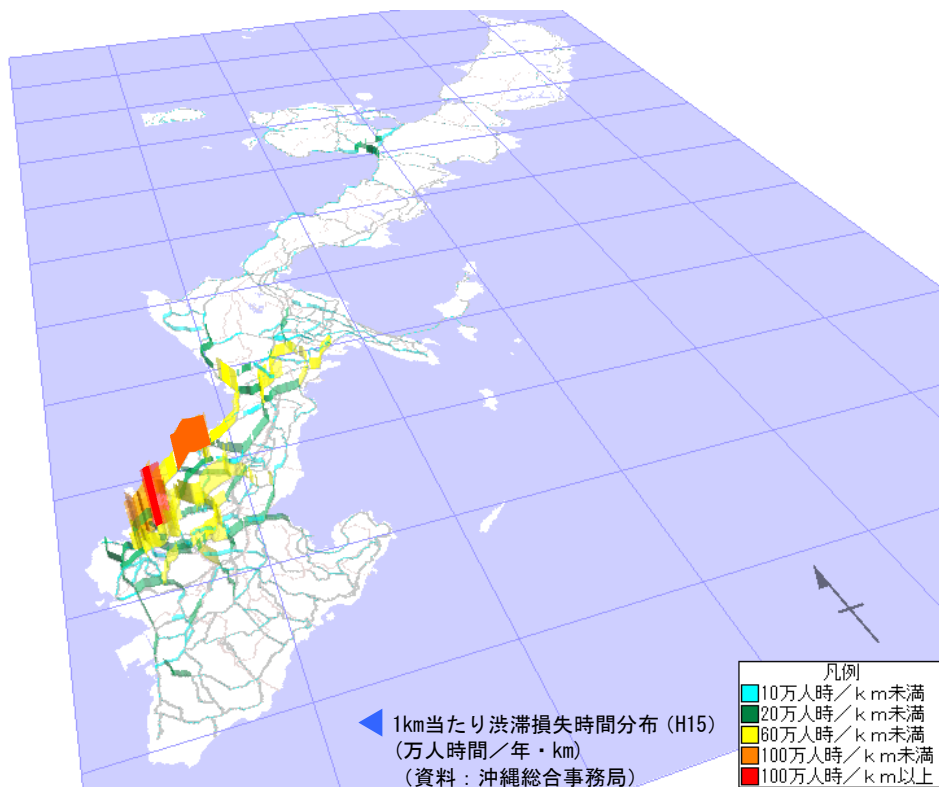 凡例
10万人時／ｋｍ未満
20万人時／ｋｍ未満
60万人時／ｋｍ未満
100万人時／ｋｍ未満
100万人時／ｋｍ以上
1km当たり渋滞損失時間分布 (H15)
(万人時間／年・km)
（資料：沖縄総合事務局）